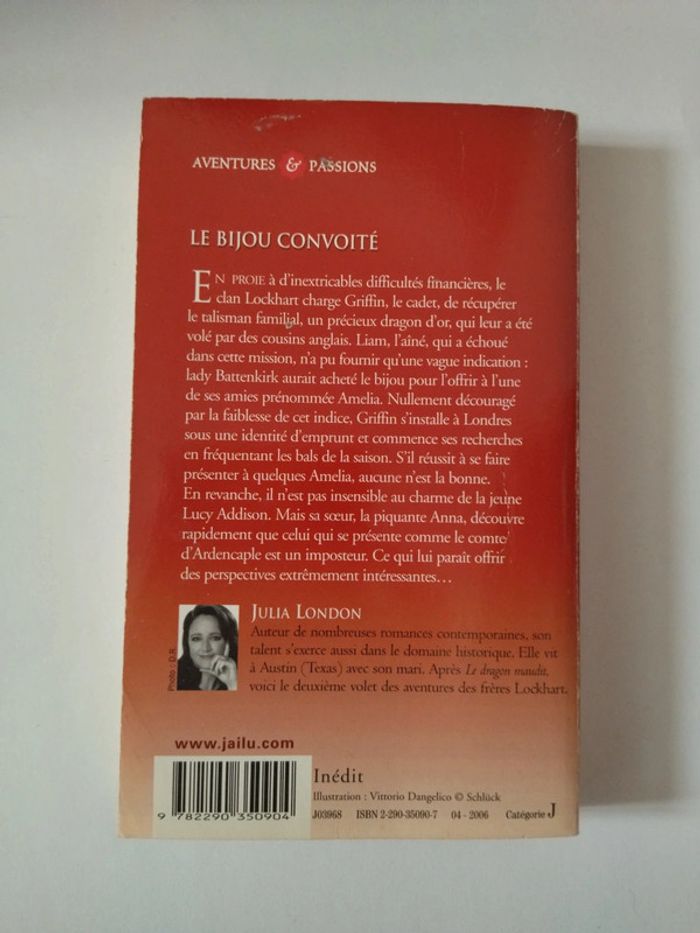 AVENTURES & PASSIONS
LE BIJOU CONVOITÉ
EN PROIE à d'inextricables difficultés financières, le
clan Lockhart charge Griffin, le cadet, de récupérer
le talisman familial, un précieux dragon d'or, qui leur a été
volé par des cousins anglais. Liam, l'aîné, qui a échoué
dans cette mission, n'a pu fournir qu'une vague indication :
lady Battenkirk aurait acheté le bijou pour l'offrir à l'une
de ses amies prénommée Amelia. Nullement découragé
par la faiblesse de cet indice, Griffin s'installe à Londres
sous une identité d'emprunt et commence ses recherches
en fréquentant les bals de la saison. S'il réussit à se faire
présenter à quelques Amelia, aucune n'est la bonne.
En revanche, il n'est pas insensible au charme de la jeune
Lucy Addison. Mais sa sœur, la piquante Anna, découvre
rapidement que celui qui se présente comme le comte
d'Ardencaple est un imposteur. Ce qui lui paraît offrir
des perspectives extrêmement intéressantes…
Photo : D.R.
JULIA LONDON
Auteur de nombreuses romances contemporaines, son
talent s'exerce aussi dans le domaine historique. Elle vit
à Austin (Texas) avec son mari. Après Le dragon maudit,
voici le deuxième volet des aventures des frères Lockhart.
www.jailu.com
Inédit
Illustration : Vittorio Dangelico © Schlück
9 782290 350904
J03968 ISBN 2-290-35090-7 04 - 2006 Catégorie J